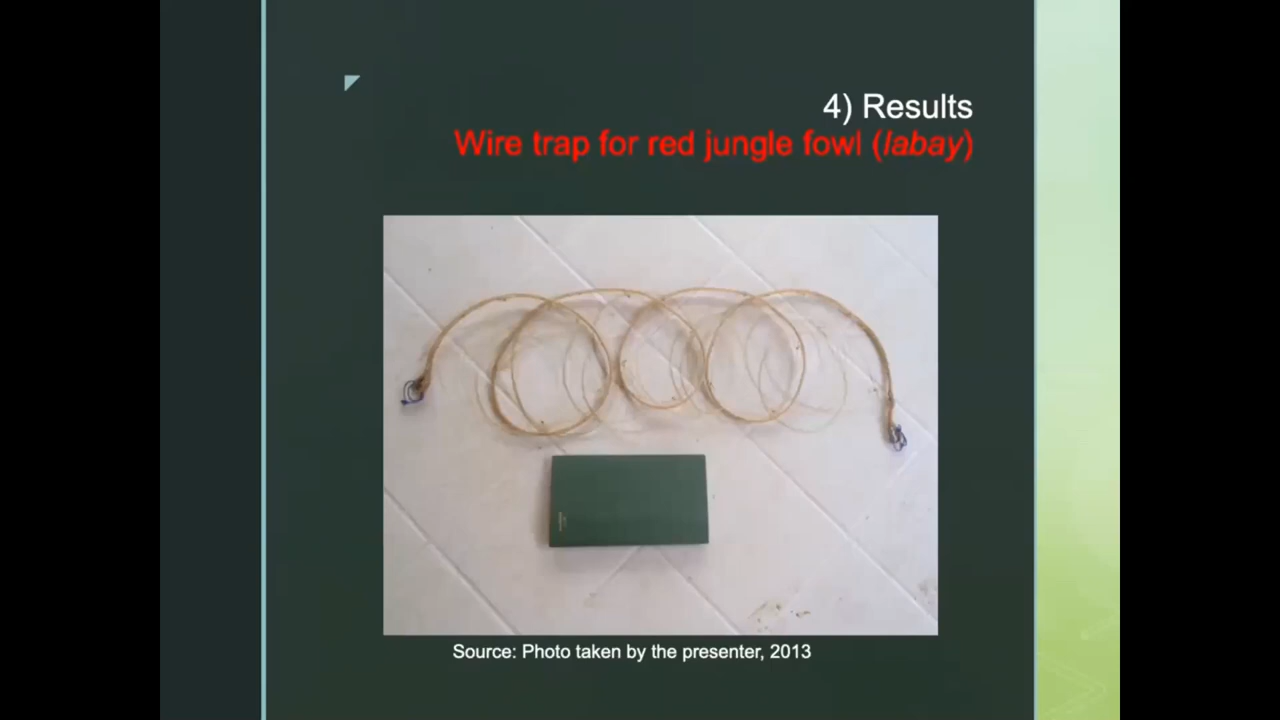 4) Results
Wire trap for red jungle fowl (labay)
Source: Photo taken by the presenter, 2013